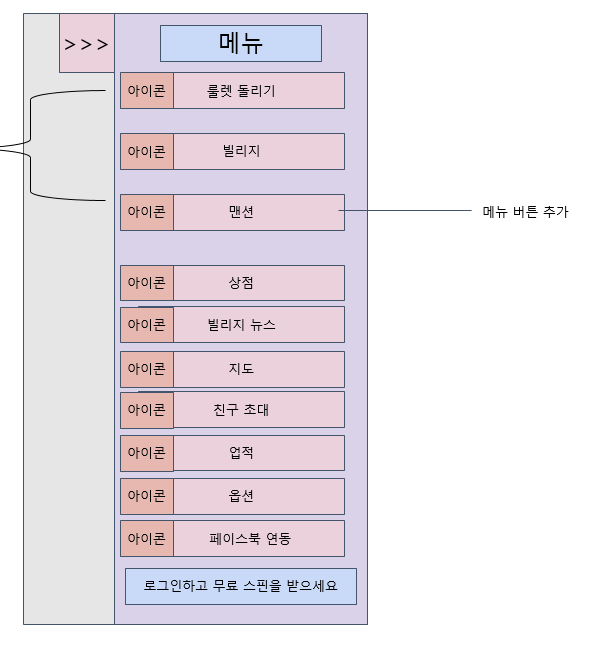 >>>
메뉴
아이콘 룰렛 돌리기
아이콘 빌리지
아이콘 맨션
메뉴 버튼 추가
아이콘 상점
아이콘 빌리지 뉴스
아이콘 지도
아이콘 친구 초대
아이콘 업적
아이콘 옵션
아이콘 페이스북 연동
로그인하고 무료 스핀을 받으세요